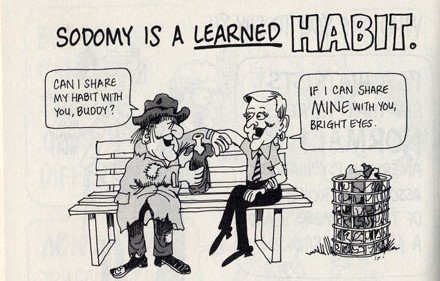 SODOMY IS A LEARNED HABIT.
CAN I SHARE
MY HABIT WITH
YOU, BUDDY?
IF I CAN SHARE
MINE WITH YOU,
BRIGHT EYES.